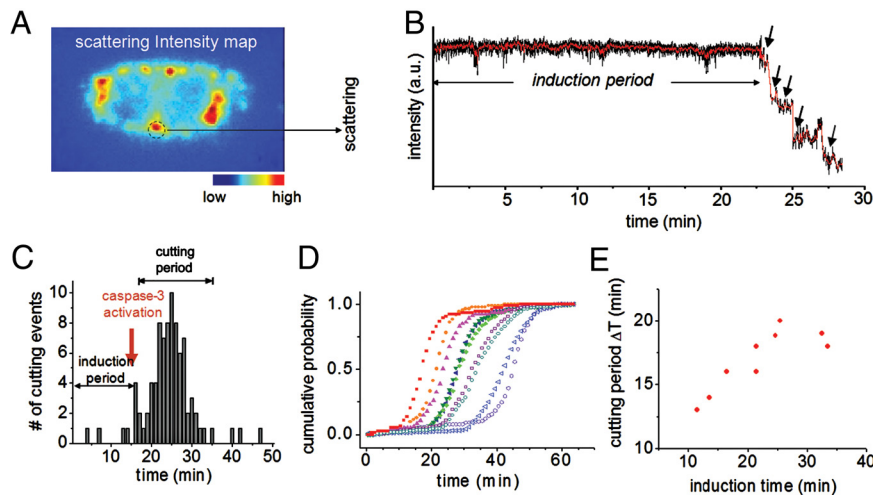 A
scattering Intensity map
scattering
low
high
B
intensity (a.u.)
induction period
5
10
15
20
25
30
time (min)
C
# of cutting events
10
8
6
4
2
0
cutting
period
caspase-3
activation
induction
period
0
10
20
30
40
50
time (min)
D
cumulative probability
1.0
0.5
0.0
0
20
40
60
time (min)
E
cutting period ΔT (min)
20
15
10
10
20
30
40
induction time (min)